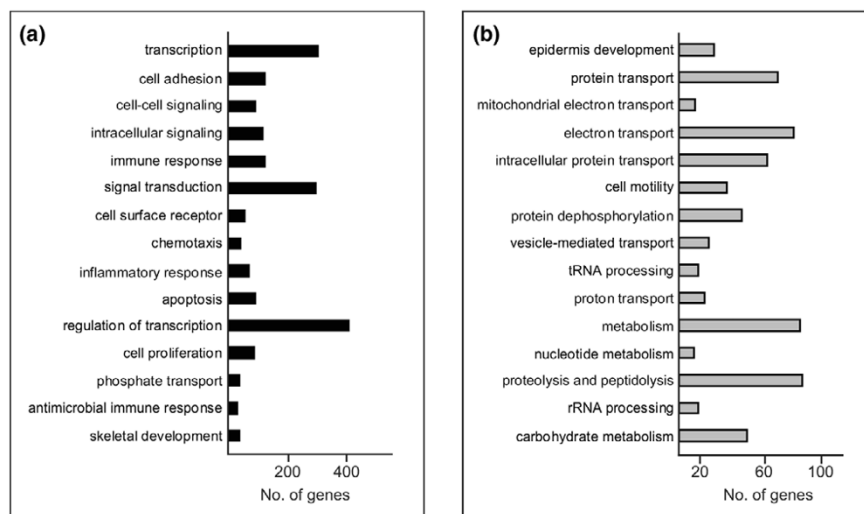 (a)
transcription
cell adhesion
cell-cell signaling
intracellular signaling
immune response
signal transduction
cell surface receptor
chemotaxis
inflammatory response
apoptosis
regulation of transcription
cell proliferation
phosphate transport
antimicrobial immune response
skeletal development
200 400
No. of genes
(b)
epidermis development
protein transport
mitochondrial electron transport
electron transport
intracellular protein transport
cell motility
protein dephosphorylation
vesicle-mediated transport
tRNA processing
proton transport
metabolism
nucleotide metabolism
proteolysis and peptidolysis
rRNA processing
carbohydrate metabolism
20 60 100
No. of genes